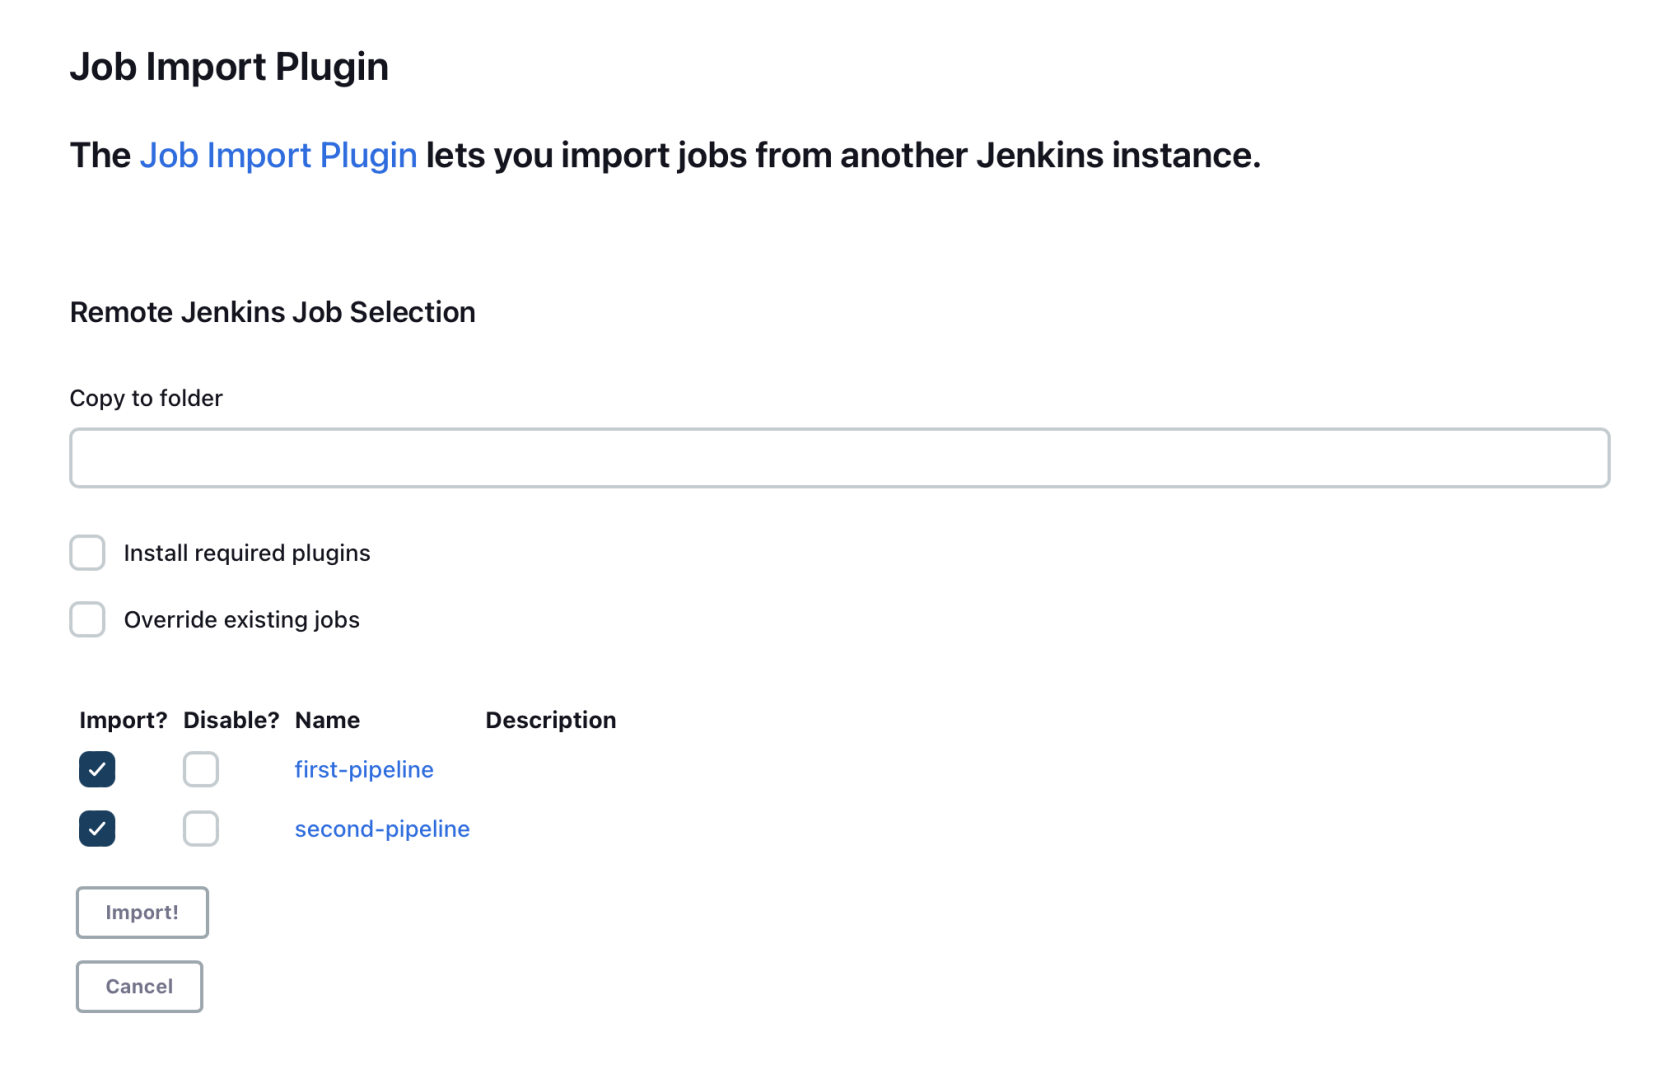 Job Import Plugin
The Job Import Plugin lets you import jobs from another Jenkins instance.
Remote Jenkins Job Selection
Copy to folder
Install required plugins
Override existing jobs
Import? Disable? Name Description
first-pipeline
second-pipeline
Import!
Cancel